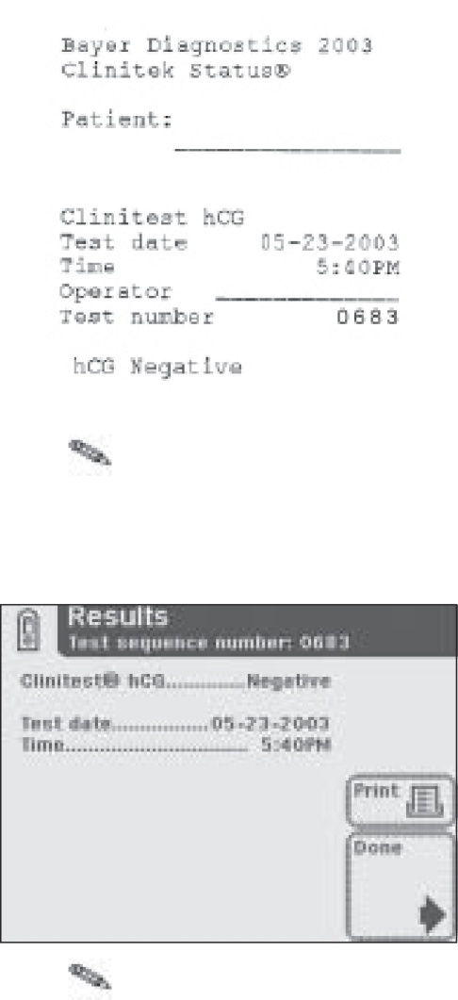 Bayer Diagnostics 2003
Clinitek Status®
Patient:
Clinitest hCG
Test date 05-23-2003
Time 5:40PM
Operator
Test number 0683
hCG Negative
Results
Test sequence number: 0683
Clinitest® hCG.............Negative
Test date.................05-23-2003
Time................................ 5:40PM
Print
Done